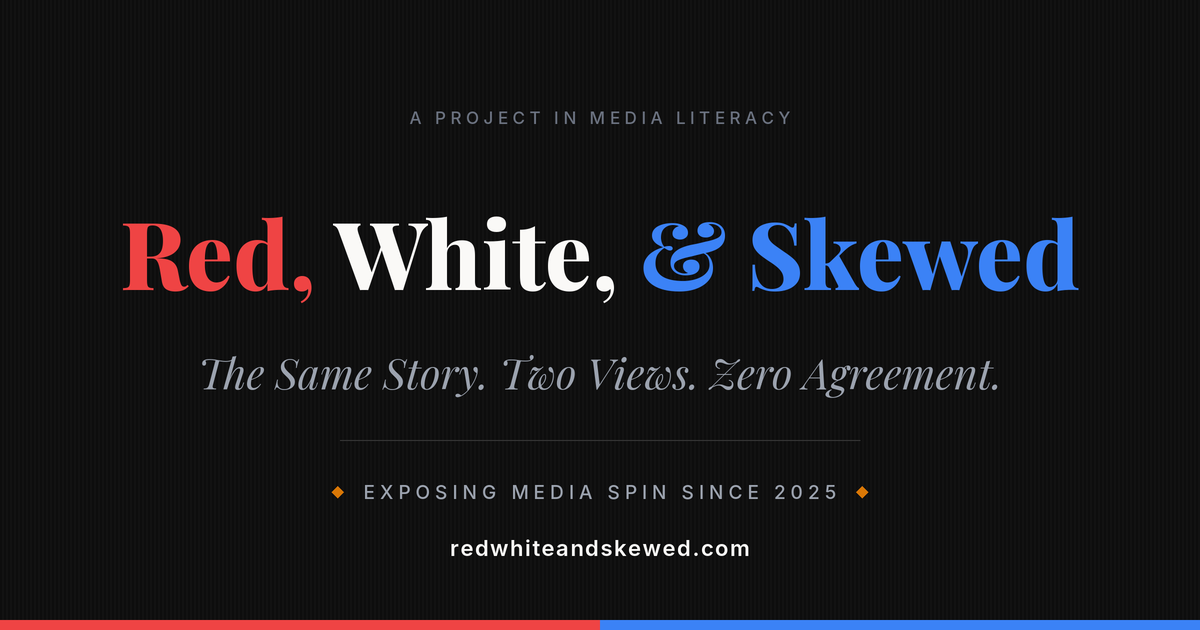 A PROJECT IN MEDIA LITERACY
Red, White, & Skewed
The Same Story. Two Views. Zero Agreement.
EXPOSING MEDIA SPIN SINCE 2025
redwhiteandskewed.com